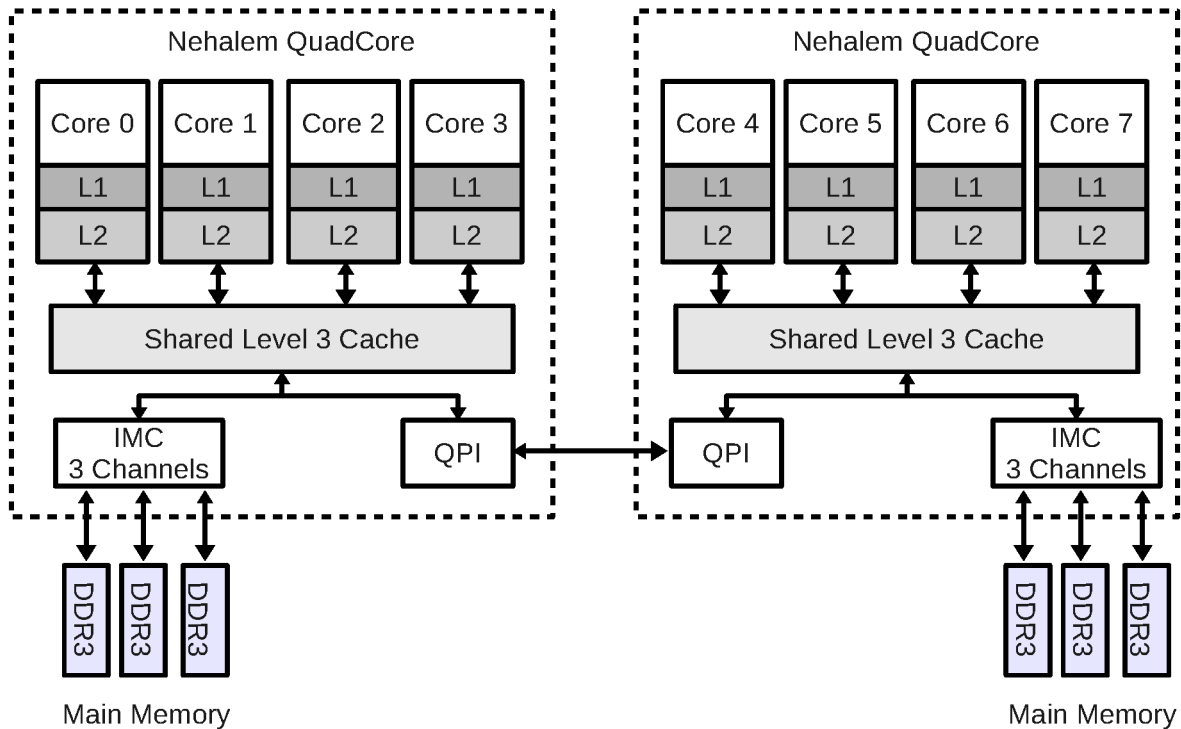 Nehalem QuadCore
Core 0 Core 1 Core 2 Core 3
L1 L1 L1 L1
L2 L2 L2 L2
Shared Level 3 Cache
IMC
3 Channels
QPI
DDR3 DDR3 DDR3
Main Memory
Nehalem QuadCore
Core 4 Core 5 Core 6 Core 7
L1 L1 L1 L1
L2 L2 L2 L2
Shared Level 3 Cache
QPI
IMC
3 Channels
DDR3 DDR3 DDR3
Main Memory